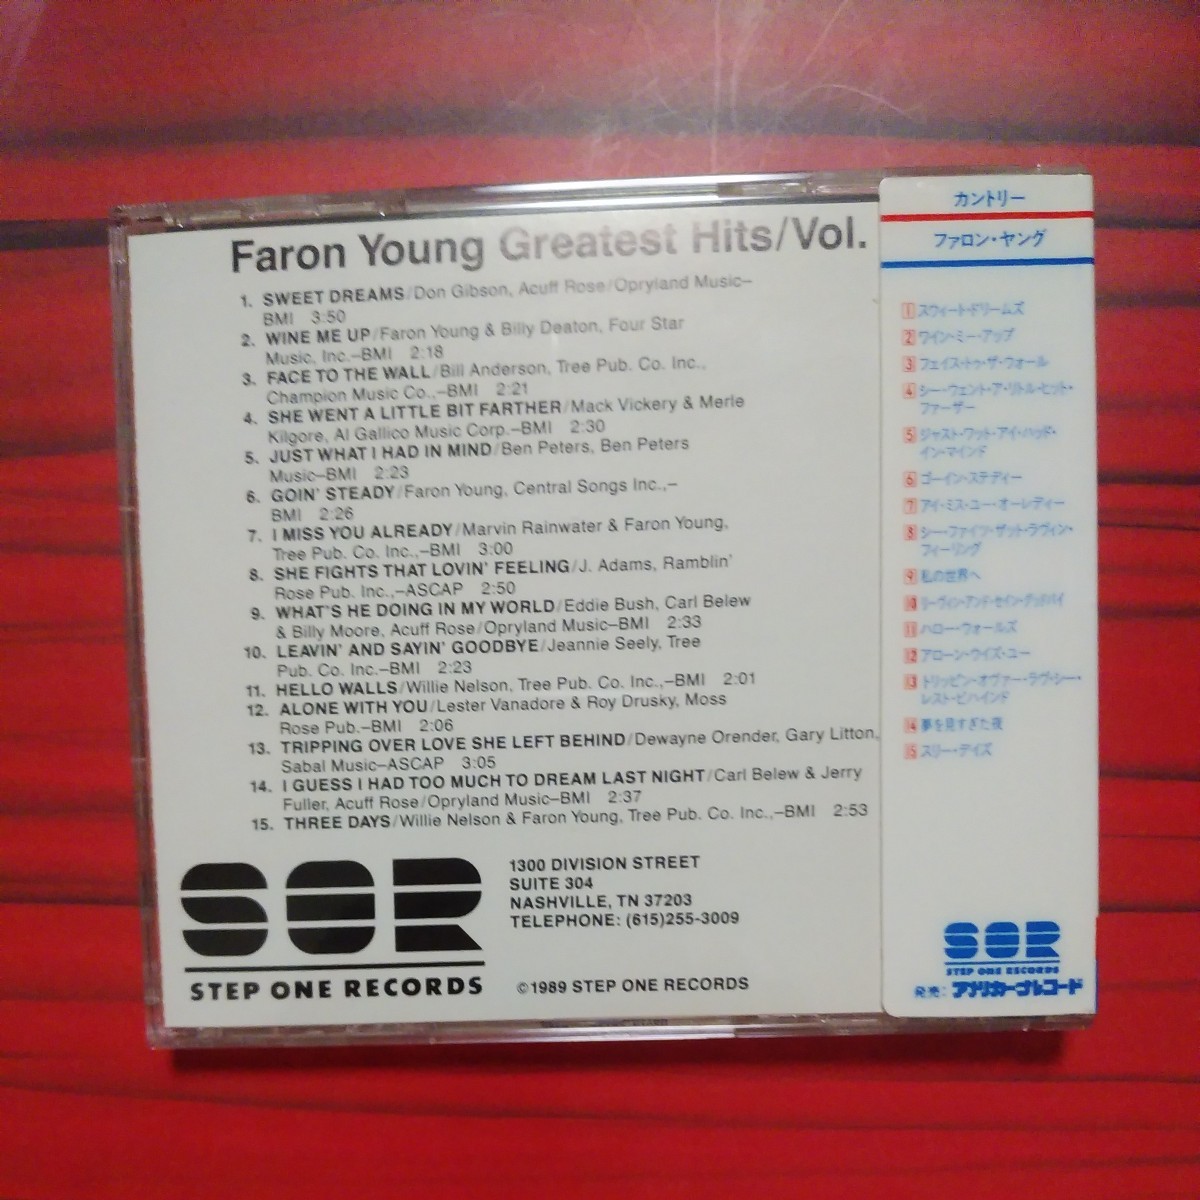 Faron Young Greatest Hits/Vol.
1. SWEET DREAMS/Don Gibson, Acuff Rose/Opryland Music–
BMI 3:50
2. WINE ME UP/Faron Young & Billy Deaton, Four Star
Music, Inc.–BMI 2:18
3. FACE TO THE WALL/Bill Anderson, Tree Pub. Co. Inc.,
Champion Music Co.,–BMI 2:21
4. SHE WENT A LITTLE BIT FARTHER/Mack Vickery & Merle
Kilgore, Al Gallico Music Corp.–BMI 2:30
5. JUST WHAT I HAD IN MIND/Ben Peters, Ben Peters
Music–BMI 2:23
6. GOIN' STEADY/Faron Young, Central Songs Inc.,–
BMI 2:26
7. I MISS YOU ALREADY/Marvin Rainwater & Faron Young,
Tree Pub. Co. Inc.,–BMI 3:00
8. SHE FIGHTS THAT LOVIN' FEELING/J. Adams, Ramblin'
Rose Pub. Inc.,–ASCAP 2:50
9. WHAT'S HE DOING IN MY WORLD/Eddie Bush, Carl Belew
& Billy Moore, Acuff Rose/Opryland Music–BMI 2:33
10. LEAVIN' AND SAYIN' GOODBYE/Jeannie Seely, Tree
Pub. Co. Inc.–BMI 2:23
11. HELLO WALLS/Willie Nelson, Tree Pub. Co. Inc.,–BMI 2:01
12. ALONE WITH YOU/Lester Vanadore & Roy Drusky, Moss
Rose Pub.–BMI 2:06
13. TRIPPING OVER LOVE SHE LEFT BEHIND/Dewayne Orender, Gary Litton,
Sabal Music–ASCAP 3:05
14. I GUESS I HAD TOO MUCH TO DREAM LAST NIGHT/Carl Belew & Jerry
Fuller, Acuff Rose/Opryland Music–BMI 2:37
15. THREE DAYS/Willie Nelson & Faron Young, Tree Pub. Co. Inc.,–BMI 2:53
SOR
STEP ONE RECORDS
1300 DIVISION STREET
SUITE 304
NASHVILLE, TN 37203
TELEPHONE: (615)255-3009
©1989 STEP ONE RECORDS
カントリー
ファロン・ヤング
1 スウィート・ドリームズ
2 ワイン・ミー・アップ
3 フェイス・トゥ・ザ・ウォール
4 シー・ウェント・ア・リトル・ビット・
ファーザー
5 ジャスト・ワット・アイ・ハッド・
イン・マインド
6 ゴーイン・ステディー
7 アイ・ミス・ユー・オーレディー
8 シー・ファイツ・ザット・ラヴィン・
フィーリング
9 私の世界へ
10 リーヴィン・アンド・セイン・グッドバイ
11 ハロー・ウォールズ
12 アローン・ウイズ・ユー
13 トリッピン・オヴァー・ラヴ・シー・
レスト・ビハインド
14 夢を見すぎた夜
15 スリー・デイズ
SOR
STEP ONE RECORDS
発売：アメリカーナレコード